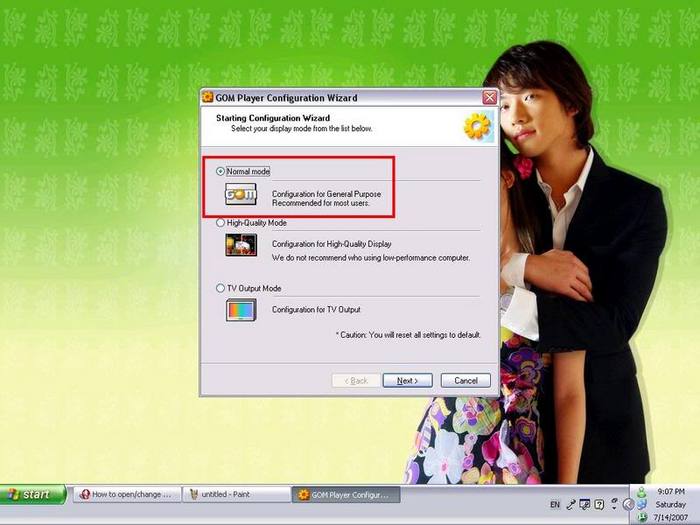 GOM Player Configuration Wizard
Starting Configuration Wizard
Select your display mode from the list below.
Normal mode
GOM
Configuration for General Purpose
Recommended for most users.
High-Quality Mode
Configuration for High-Quality Display
We do not recommend who using low-performance computer.
TV Output Mode
Configuration for TV Output
* Caution: You will reset all settings to default.
< Back
Next >
Cancel
start
How to open/change ...
untitled - Paint
GOM Player Configur...
EN
9:07 PM
Saturday
7/14/2007